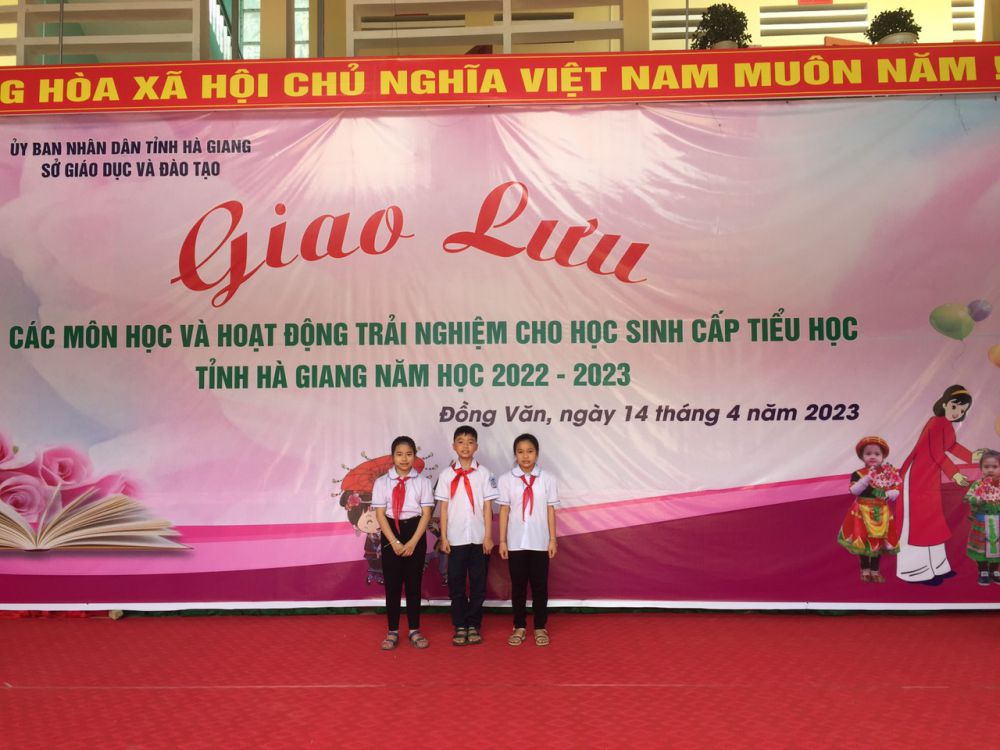 G HÒA XÃ HỘI CHỦ NGHĨA VIỆT NAM MUÔN NĂM !
ỦY BAN NHÂN DÂN TỈNH HÀ GIANG
SỞ GIÁO DỤC VÀ ĐÀO TẠO
Giao Lưu
CÁC MÔN HỌC VÀ HOẠT ĐỘNG TRẢI NGHIỆM CHO HỌC SINH CẤP TIỂU HỌC
TỈNH HÀ GIANG NĂM HỌC 2022 - 2023
Đồng Văn, ngày 14 tháng 4 năm 2023